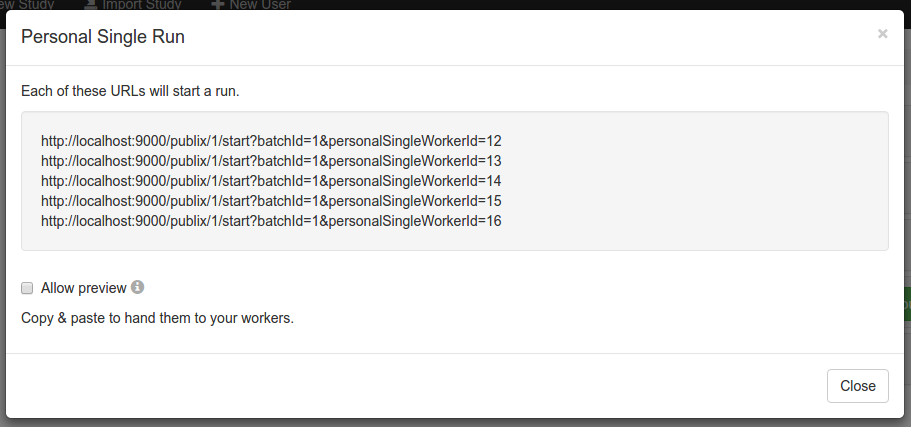 ew Study Import Study New User
Personal Single Run ×
Each of these URLs will start a run.
http://localhost:9000/publix/1/start?batchId=1&personalSingleWorkerId=12
http://localhost:9000/publix/1/start?batchId=1&personalSingleWorkerId=13
http://localhost:9000/publix/1/start?batchId=1&personalSingleWorkerId=14
http://localhost:9000/publix/1/start?batchId=1&personalSingleWorkerId=15
http://localhost:9000/publix/1/start?batchId=1&personalSingleWorkerId=16
Allow preview
Copy & paste to hand them to your workers.
Close